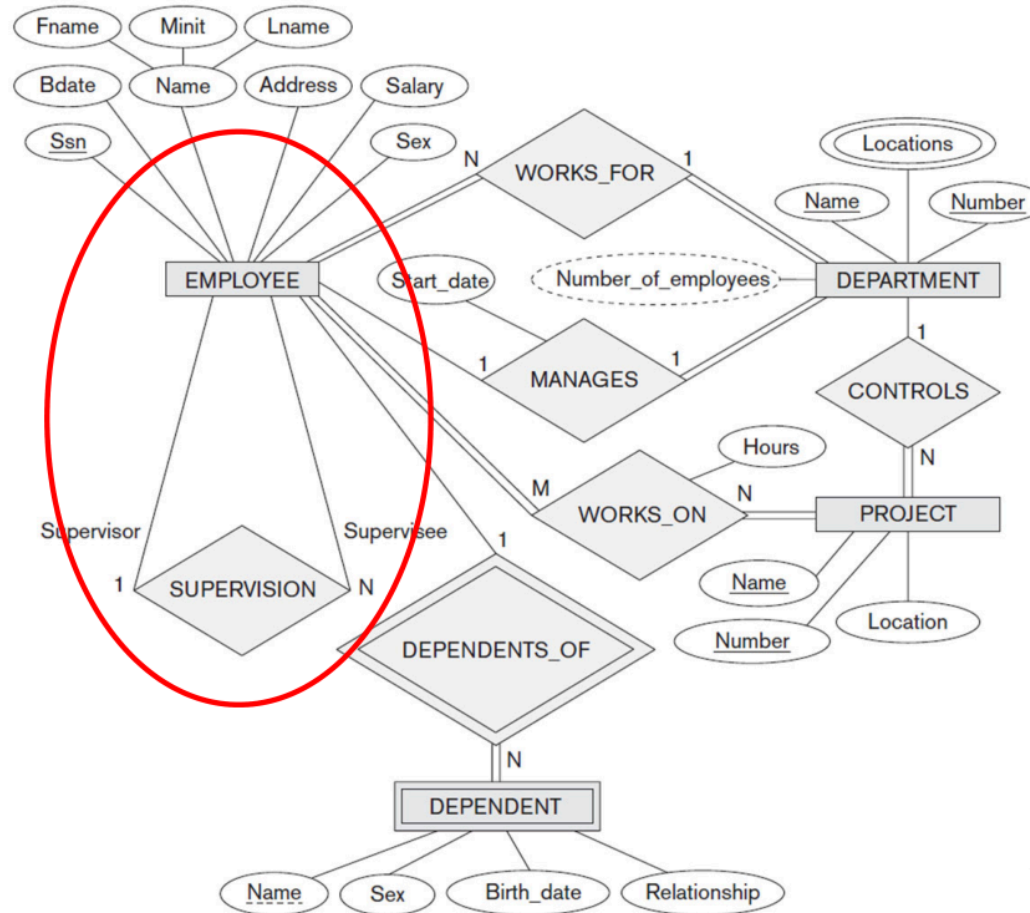 Fname
Minit
Lname
Bdate
Name
Address
Salary
Ssn
Sex
N
WORKS_FOR
1
Locations
Name
Number
EMPLOYEE
Start_date
Number_of_employees
DEPARTMENT
1
MANAGES
1
1
CONTROLS
N
Hours
M
WORKS_ON
N
PROJECT
Supervisor
Supervisee
1
SUPERVISION
N
1
Name
Number
Location
DEPENDENTS_OF
N
DEPENDENT
Name
Sex
Birth_date
Relationship